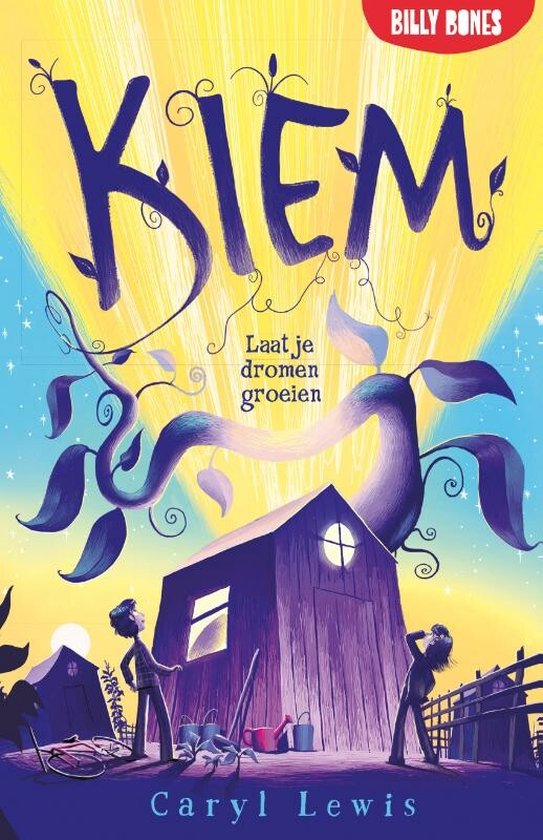 BILLY BONES
KIEM
Laat je
dromen
groeien
Caryl Lewis